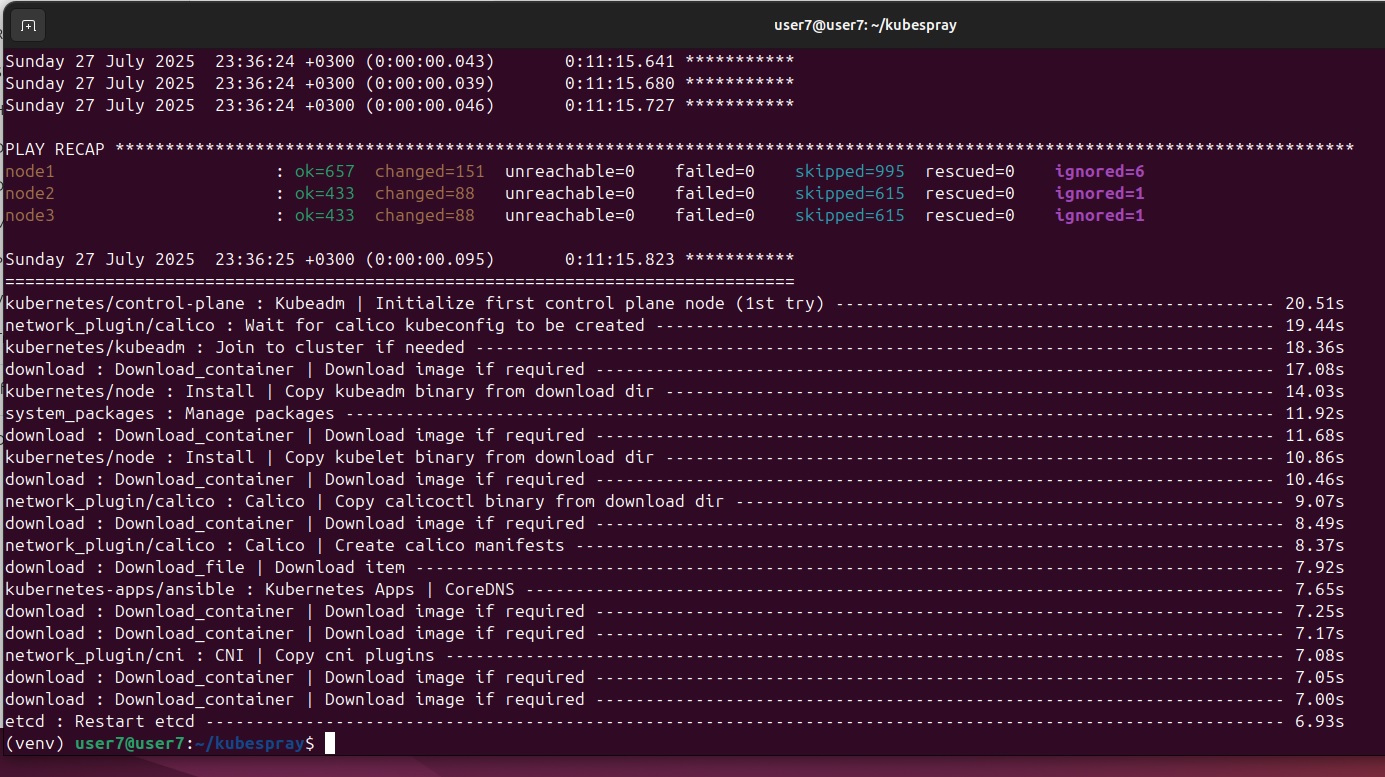 user7@user7: ~/kubespray
Sunday 27 July 2025  23:36:24 +0300 (0:00:00.043)       0:11:15.641 ***********
Sunday 27 July 2025  23:36:24 +0300 (0:00:00.039)       0:11:15.680 ***********
Sunday 27 July 2025  23:36:24 +0300 (0:00:00.046)       0:11:15.727 ***********
PLAY RECAP ****************************************************************************************************************************
node1                      : ok=657  changed=151  unreachable=0    failed=0    skipped=995  rescued=0    ignored=6
node2                      : ok=433  changed=88   unreachable=0    failed=0    skipped=615  rescued=0    ignored=1
node3                      : ok=433  changed=88   unreachable=0    failed=0    skipped=615  rescued=0    ignored=1
Sunday 27 July 2025  23:36:25 +0300 (0:00:00.095)       0:11:15.823 ***********
===============================================================================
kubernetes/control-plane : Kubeadm | Initialize first control plane node (1st try) -------------------------------------------- 20.51s
network_plugin/calico : Wait for calico kubeconfig to be created -------------------------------------------------------------- 19.44s
kubernetes/kubeadm : Join to cluster if needed -------------------------------------------------------------------------------- 18.36s
download : Download_container | Download image if required -------------------------------------------------------------------- 17.08s
kubernetes/node : Install | Copy kubeadm binary from download dir ------------------------------------------------------------- 14.03s
system_packages : Manage packages --------------------------------------------------------------------------------------------- 11.92s
download : Download_container | Download image if required -------------------------------------------------------------------- 11.68s
kubernetes/node : Install | Copy kubelet binary from download dir ------------------------------------------------------------- 10.86s
download : Download_container | Download image if required -------------------------------------------------------------------- 10.46s
network_plugin/calico : Calico | Copy calicoctl binary from download dir ------------------------------------------------------- 9.07s
download : Download_container | Download image if required --------------------------------------------------------------------- 8.49s
network_plugin/calico : Calico | Create calico manifests ----------------------------------------------------------------------- 8.37s
download : Download_file | Download item --------------------------------------------------------------------------------------- 7.92s
kubernetes-apps/ansible : Kubernetes Apps | CoreDNS ---------------------------------------------------------------------------- 7.65s
download : Download_container | Download image if required --------------------------------------------------------------------- 7.25s
download : Download_container | Download image if required --------------------------------------------------------------------- 7.17s
network_plugin/cni : CNI | Copy cni plugins ------------------------------------------------------------------------------------ 7.08s
download : Download_container | Download image if required --------------------------------------------------------------------- 7.05s
download : Download_container | Download image if required --------------------------------------------------------------------- 7.00s
etcd : Restart etcd ------------------------------------------------------------------------------------------------------------ 6.93s
(venv) user7@user7:~/kubespray$